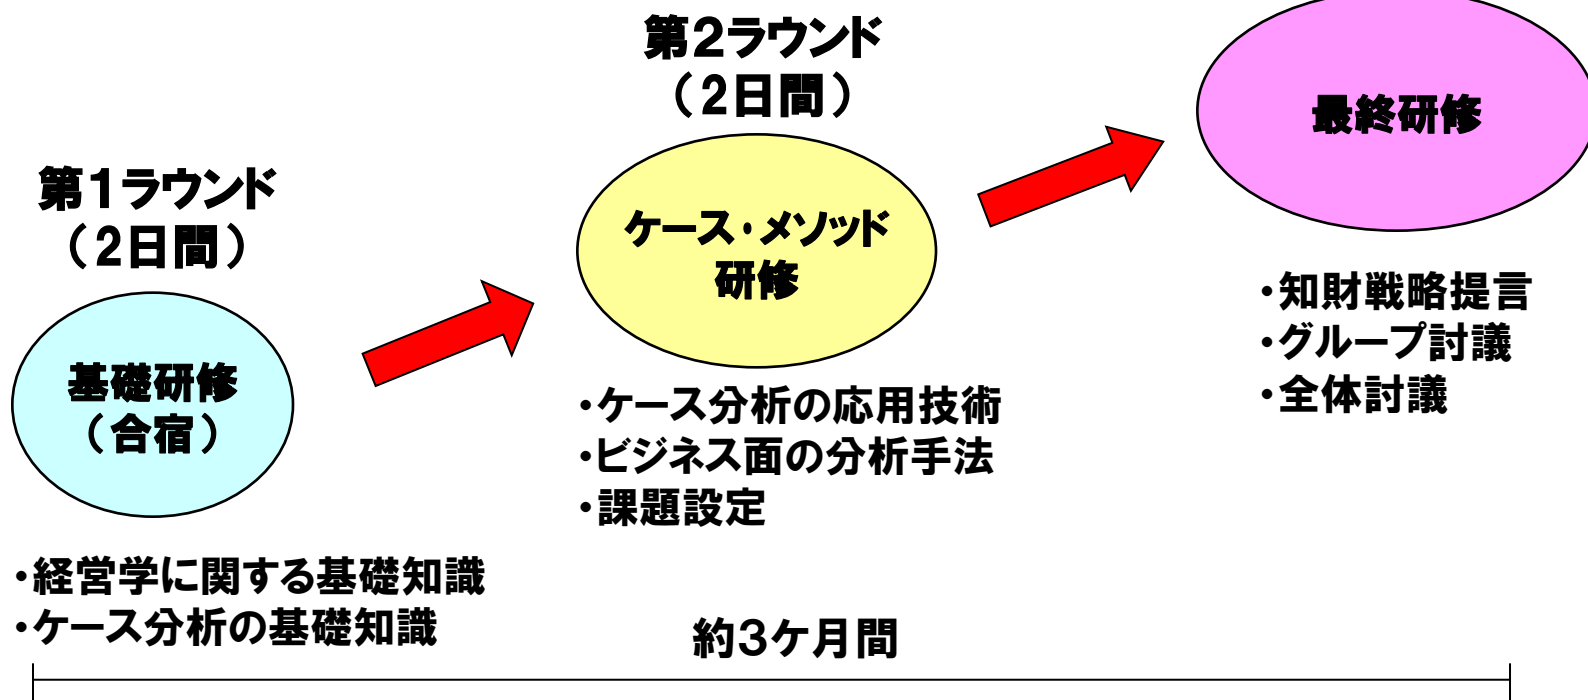 第1ラウンド
（2日間）
基礎研修
（合宿）
・経営学に関する基礎知識
・ケース分析の基礎知識
第2ラウンド
（2日間）
ケース・メソッド
研修
・ケース分析の応用技術
・ビジネス面の分析手法
・課題設定
最終研修
・知財戦略提言
・グループ討議
・全体討議
約3ケ月間